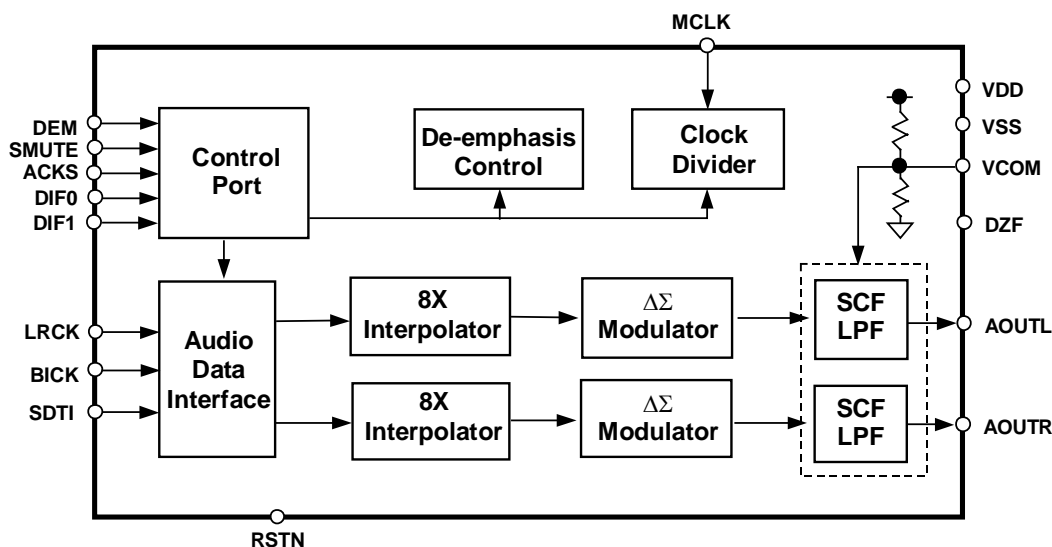 MCLK
DEM
SMUTE
ACKS
DIF0
DIF1
Control
Port
De-emphasis
Control
Clock
Divider
VDD
VSS
VCOM
DZF
LRCK
BICK
SDTI
Audio
Data
Interface
8X
Interpolator
ΔΣ
Modulator
SCF
LPF
AOUTL
8X
Interpolator
ΔΣ
Modulator
SCF
LPF
AOUTR
RSTN